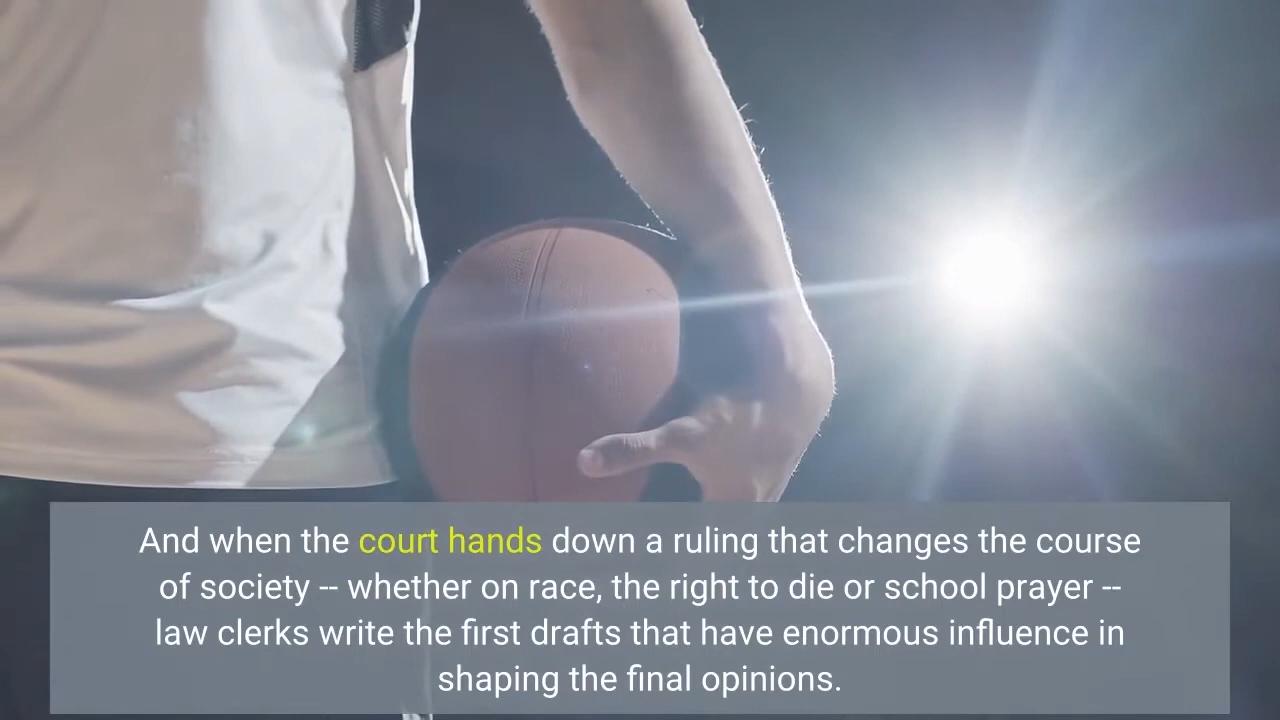 And when the court hands down a ruling that changes the course
of society -- whether on race, the right to die or school prayer --
law clerks write the first drafts that have enormous influence in
shaping the final opinions.